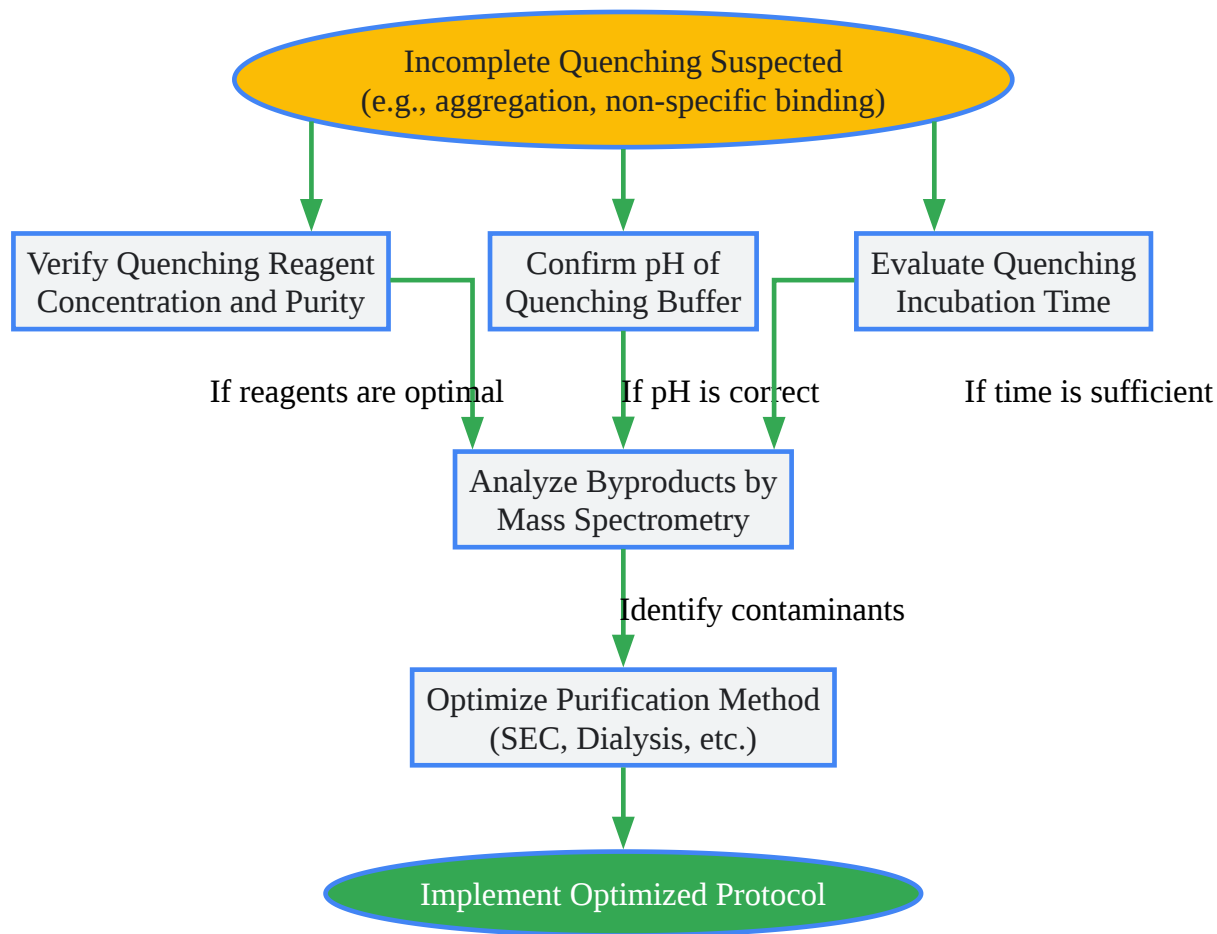 Incomplete Quenching Suspected
(e.g., aggregation, non-specific binding)
Verify Quenching Reagent
Concentration and Purity
Confirm pH of
Quenching Buffer
Evaluate Quenching
Incubation Time
If reagents are optimal
If pH is correct
If time is sufficient
Analyze Byproducts by
Mass Spectrometry
Identify contaminants
Optimize Purification Method
(SEC, Dialysis, etc.)
Implement Optimized Protocol